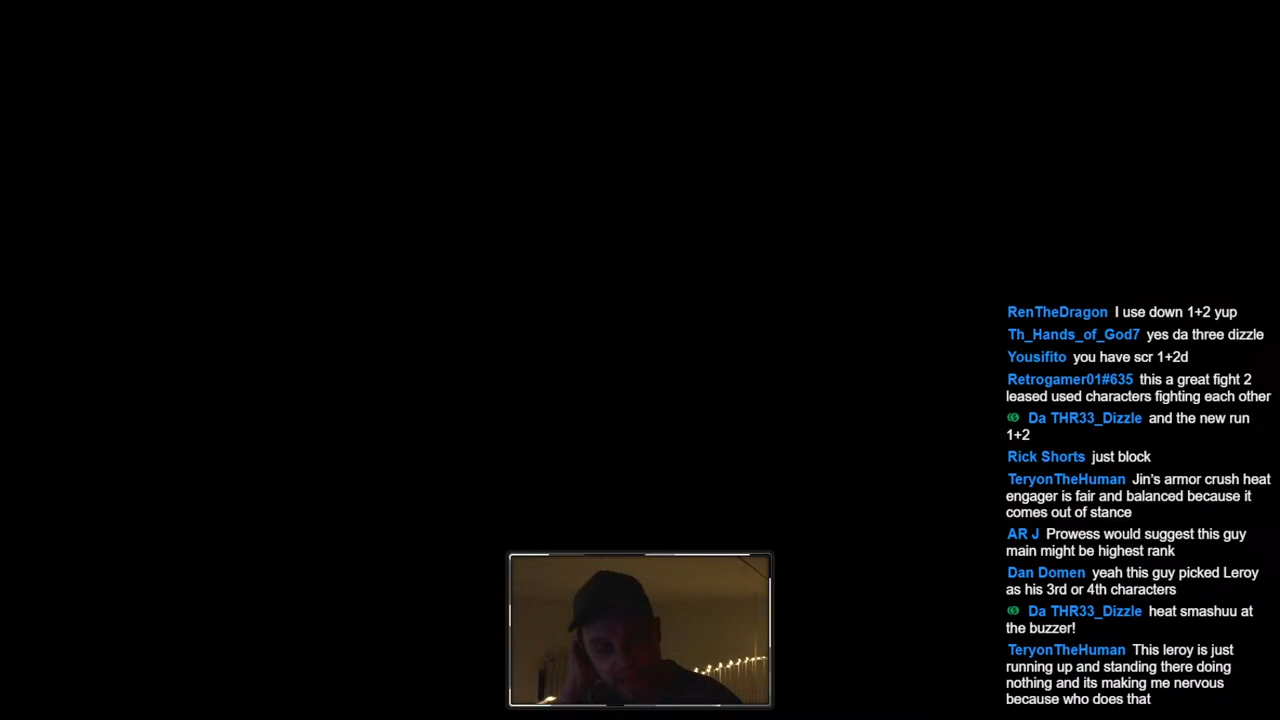 RenTheDragon I use down 1+2 yup
Th_Hands_of_God7 yes da three dizzle
Yousifito you have scr 1+2d
Retrogamer01#635 this a great fight 2
leased used characters fighting each other
Da THR33_Dizzle and the new run
1+2
Rick Shorts just block
TeryonTheHuman Jin's armor crush heat
engager is fair and balanced because it
comes out of stance
AR J Prowess would suggest this guy
main might be highest rank
Dan Domen yeah this guy picked Leroy
as his 3rd or 4th characters
Da THR33_Dizzle heat smashuu at
the buzzer!
TeryonTheHuman This leroy is just
running up and standing there doing
nothing and its making me nervous
because who does that